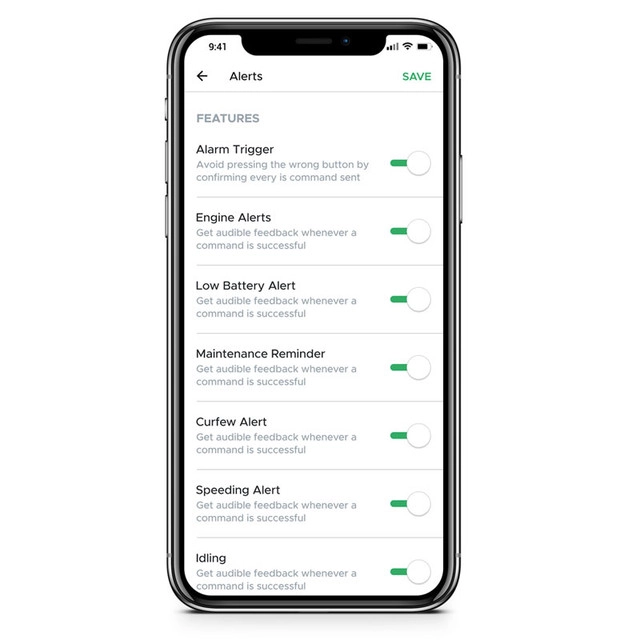 9:41
Alerts
SAVE
FEATURES
Alarm Trigger
Avoid pressing the wrong button by
confirming every is command sent
Engine Alerts
Get audible feedback whenever a
command is successful
Low Battery Alert
Get audible feedback whenever a
command is successful
Maintenance Reminder
Get audible feedback whenever a
command is successful
Curfew Alert
Get audible feedback whenever a
command is successful
Speeding Alert
Get audible feedback whenever a
command is successful
Idling
Get audible feedback whenever a
command is successful